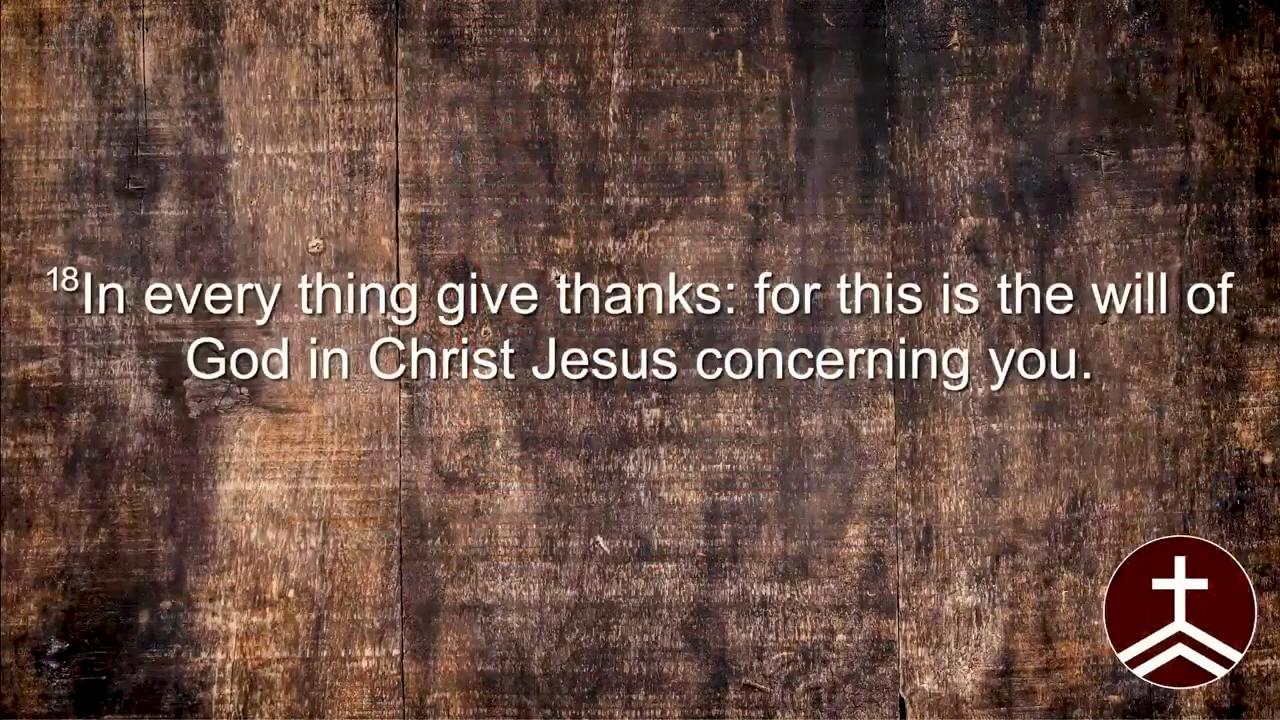 18In every thing give thanks: for this is the will of
God in Christ Jesus concerning you.